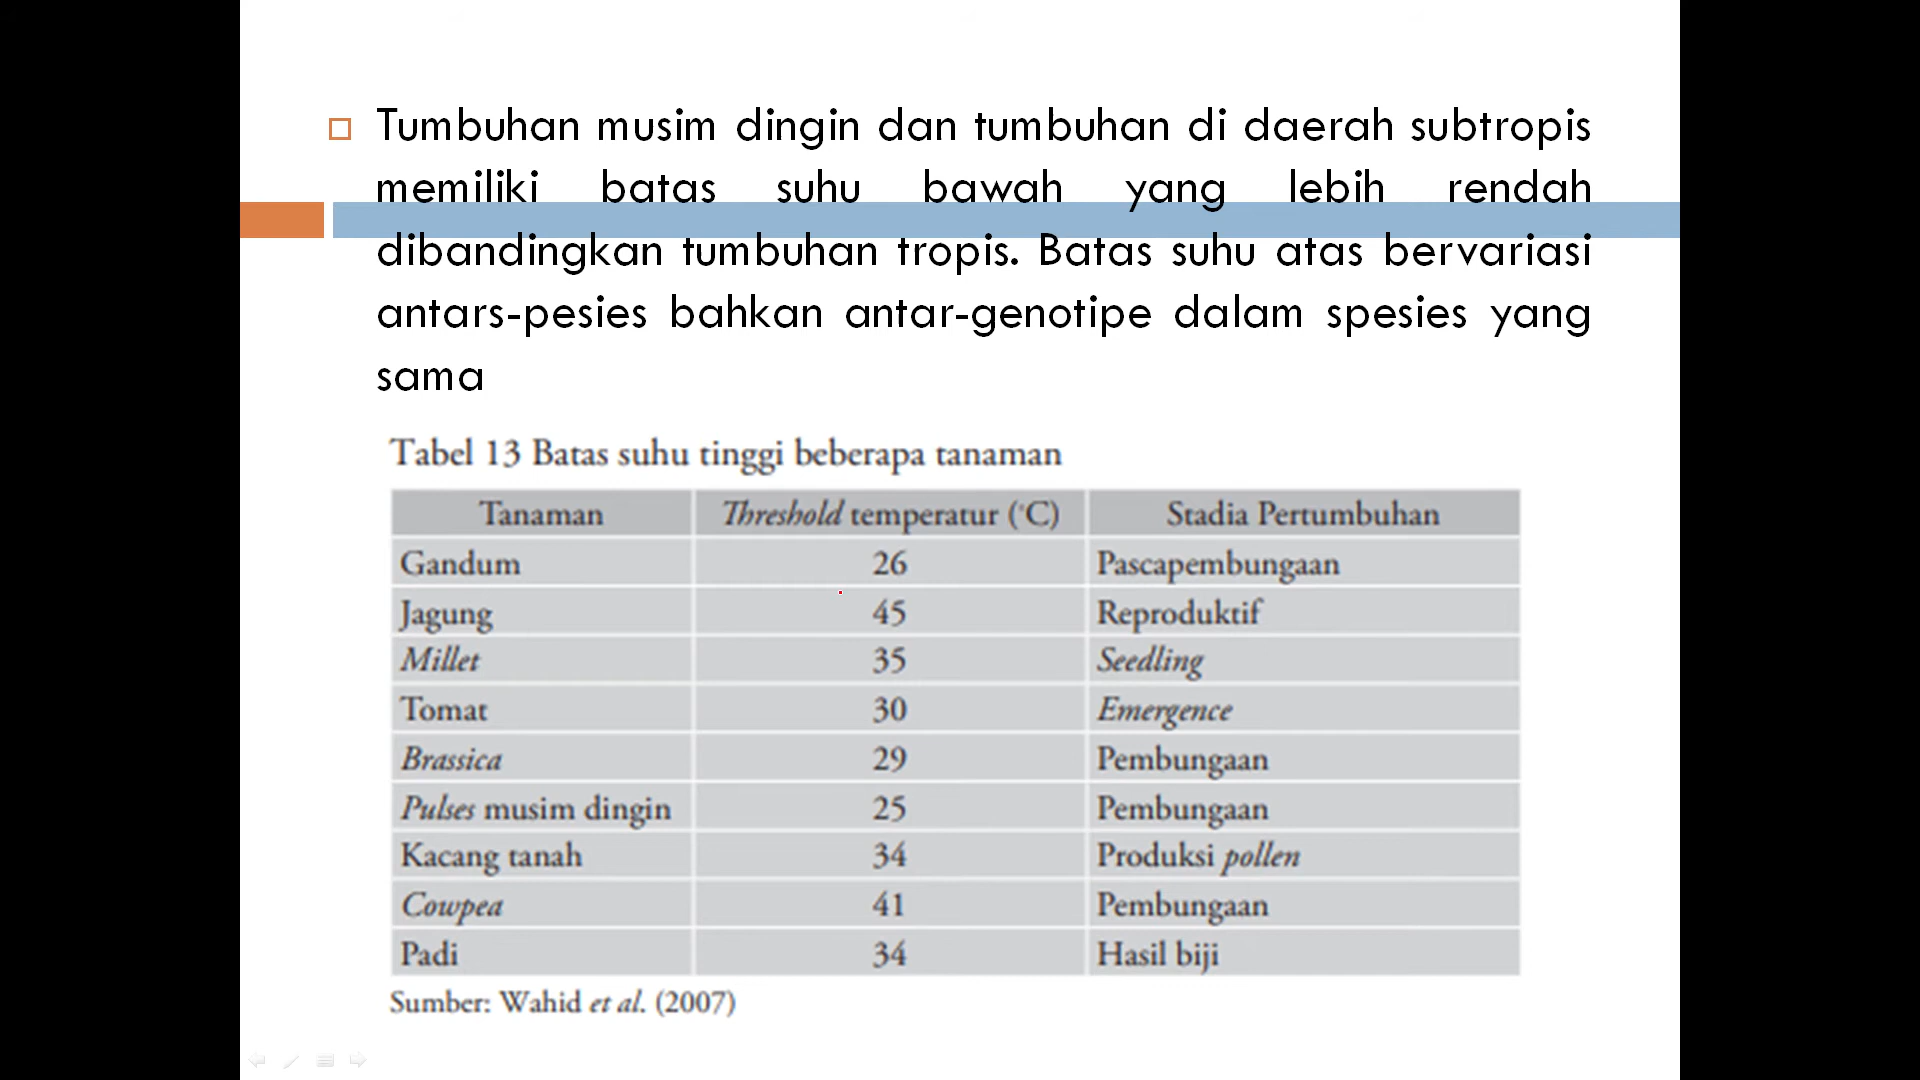 Tumbuhan musim dingin dan tumbuhan di daerah subtropis
memiliki batas suhu bawah yang lebih rendah
dibandingkan tumbuhan tropis. Batas suhu atas bervariasi
antars-pesies bahkan antar-genotipe dalam spesies yang
sama
Tabel 13 Batas suhu tinggi beberapa tanaman
Tanaman Threshold temperatur (°C) Stadia Pertumbuhan
Gandum 26 Pascapembungaan
Jagung 45 Reproduktif
Millet 35 Seedling
Tomat 30 Emergence
Brassica 29 Pembungaan
Pulses musim dingin 25 Pembungaan
Kacang tanah 34 Produksi pollen
Cowpea 41 Pembungaan
Padi 34 Hasil biji
Sumber: Wahid et al. (2007)